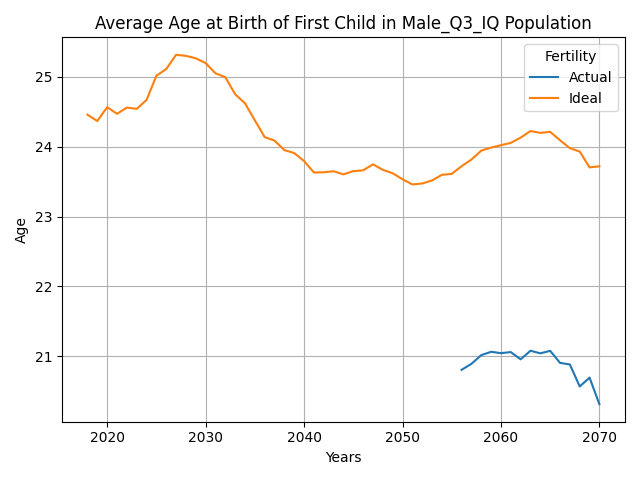 Average Age at Birth of First Child in Male_Q3_IQ Population
Fertility
Actual
Ideal
Age
25
24
23
22
21
2020 2030 2040 2050 2060 2070
Years